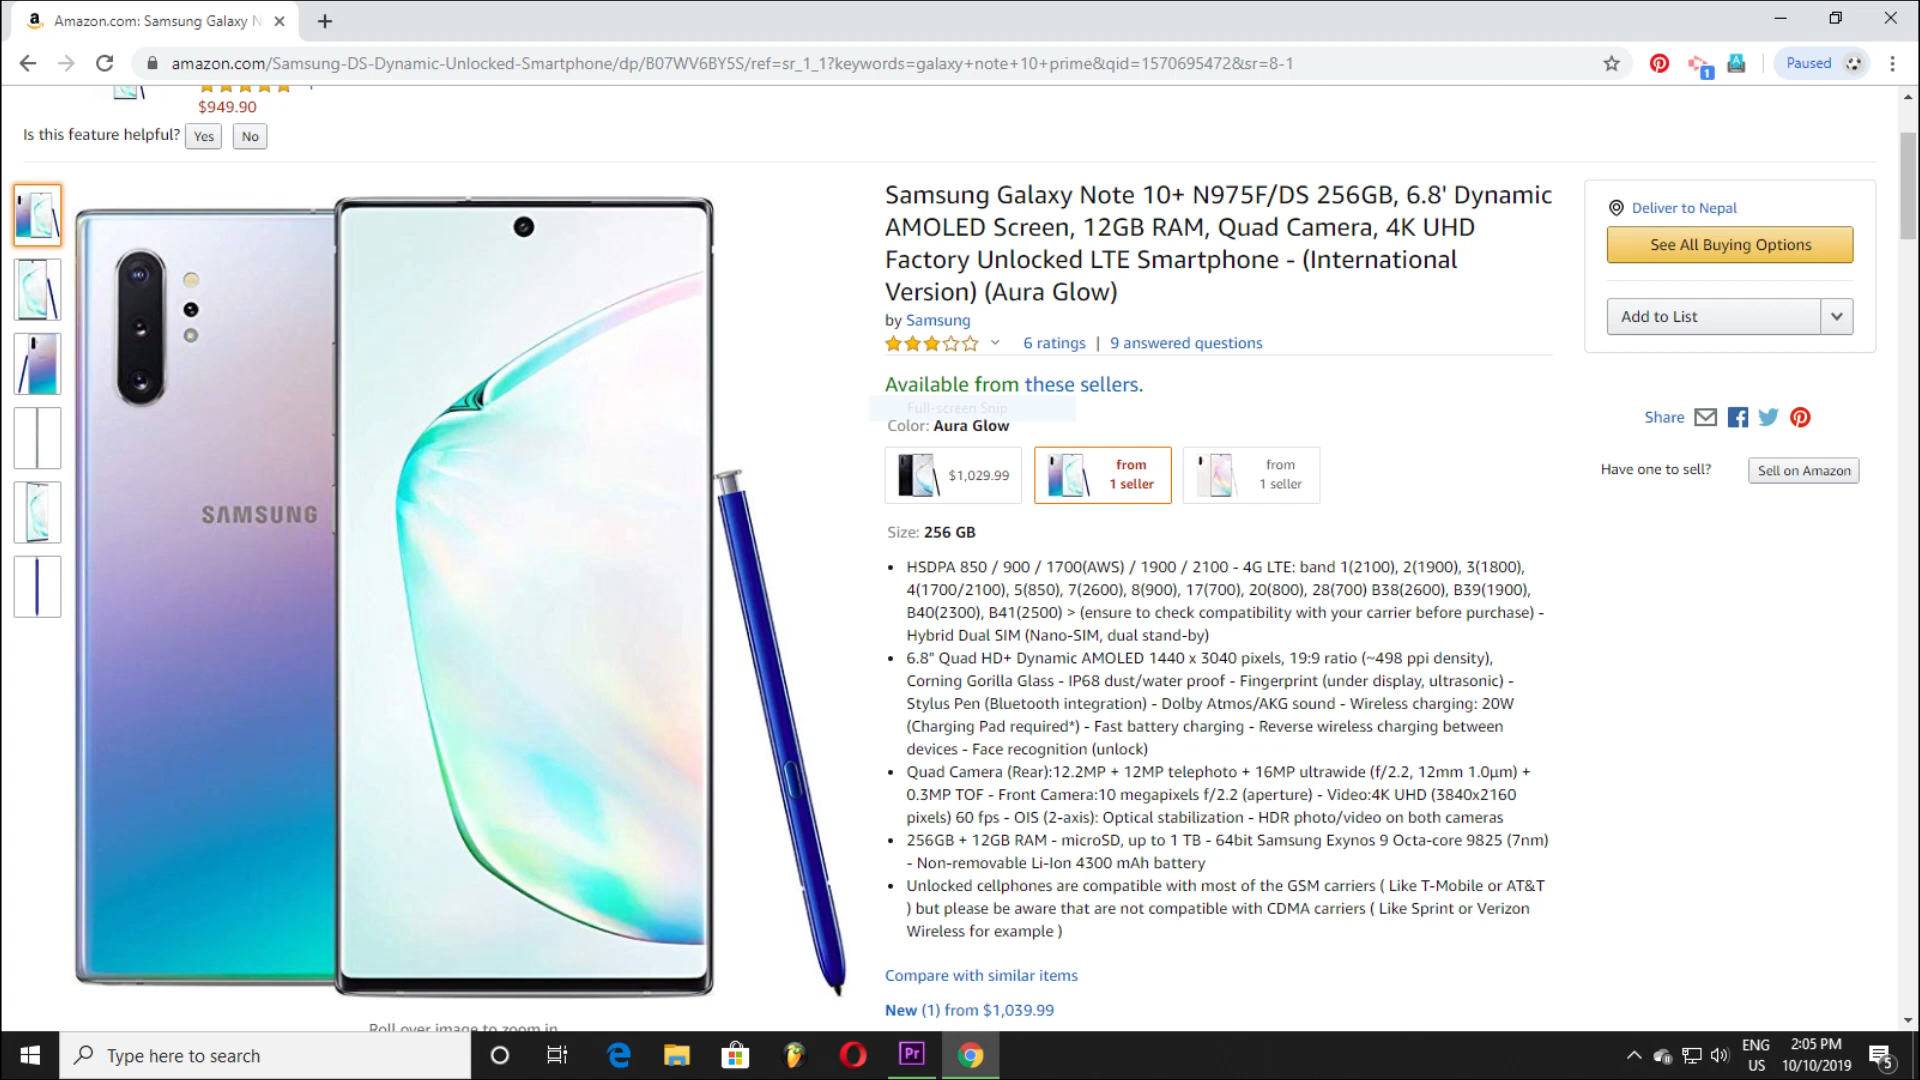 Amazon.com: Samsung Galaxy N
amazon.com/Samsung-DS-Dynamic-Unlocked-Smartphone/dp/B07WV6BY5S/ref=sr_1_1?keywords=galaxy+note+10+prime&qid=1570695472&sr=8-1
1
Paused
$949.90
Is this feature helpful? Yes No
Samsung Galaxy Note 10+ N975F/DS 256GB, 6.8' Dynamic
AMOLED Screen, 12GB RAM, Quad Camera, 4K UHD
Factory Unlocked LTE Smartphone - (International
Version) (Aura Glow)
by Samsung
6 ratings | 9 answered questions
Available from these sellers.
Full-screen Snip
Color: Aura Glow
$1,029.99
from
1 seller
from
1 seller
Size: 256 GB
• HSDPA 850 / 900 / 1700(AWS) / 1900 / 2100 - 4G LTE: band 1(2100), 2(1900), 3(1800),
4(1700/2100), 5(850), 7(2600), 8(900), 17(700), 20(800), 28(700) B38(2600), B39(1900),
B40(2300), B41(2500) > (ensure to check compatibility with your carrier before purchase) -
Hybrid Dual SIM (Nano-SIM, dual stand-by)
• 6.8" Quad HD+ Dynamic AMOLED 1440 x 3040 pixels, 19:9 ratio (~498 ppi density),
Corning Gorilla Glass - IP68 dust/water proof - Fingerprint (under display, ultrasonic) -
Stylus Pen (Bluetooth integration) - Dolby Atmos/AKG sound - Wireless charging: 20W
(Charging Pad required*) - Fast battery charging - Reverse wireless charging between
devices - Face recognition (unlock)
• Quad Camera (Rear):12.2MP + 12MP telephoto + 16MP ultrawide (f/2.2, 12mm 1.0µm) +
0.3MP TOF - Front Camera:10 megapixels f/2.2 (aperture) - Video:4K UHD (3840x2160
pixels) 60 fps - OIS (2-axis): Optical stabilization - HDR photo/video on both cameras
• 256GB + 12GB RAM - microSD, up to 1 TB - 64bit Samsung Exynos 9 Octa-core 9825 (7nm)
- Non-removable Li-Ion 4300 mAh battery
• Unlocked cellphones are compatible with most of the GSM carriers ( Like T-Mobile or AT&T
) but please be aware that are not compatible with CDMA carriers ( Like Sprint or Verizon
Wireless for example )
Compare with similar items
New (1) from $1,039.99
Deliver to Nepal
See All Buying Options
Add to List
Share
Have one to sell? Sell on Amazon
SAMSUNG
Roll over image to zoom in
Type here to search
Pr
ENG
US
2:05 PM
10/10/2019
5